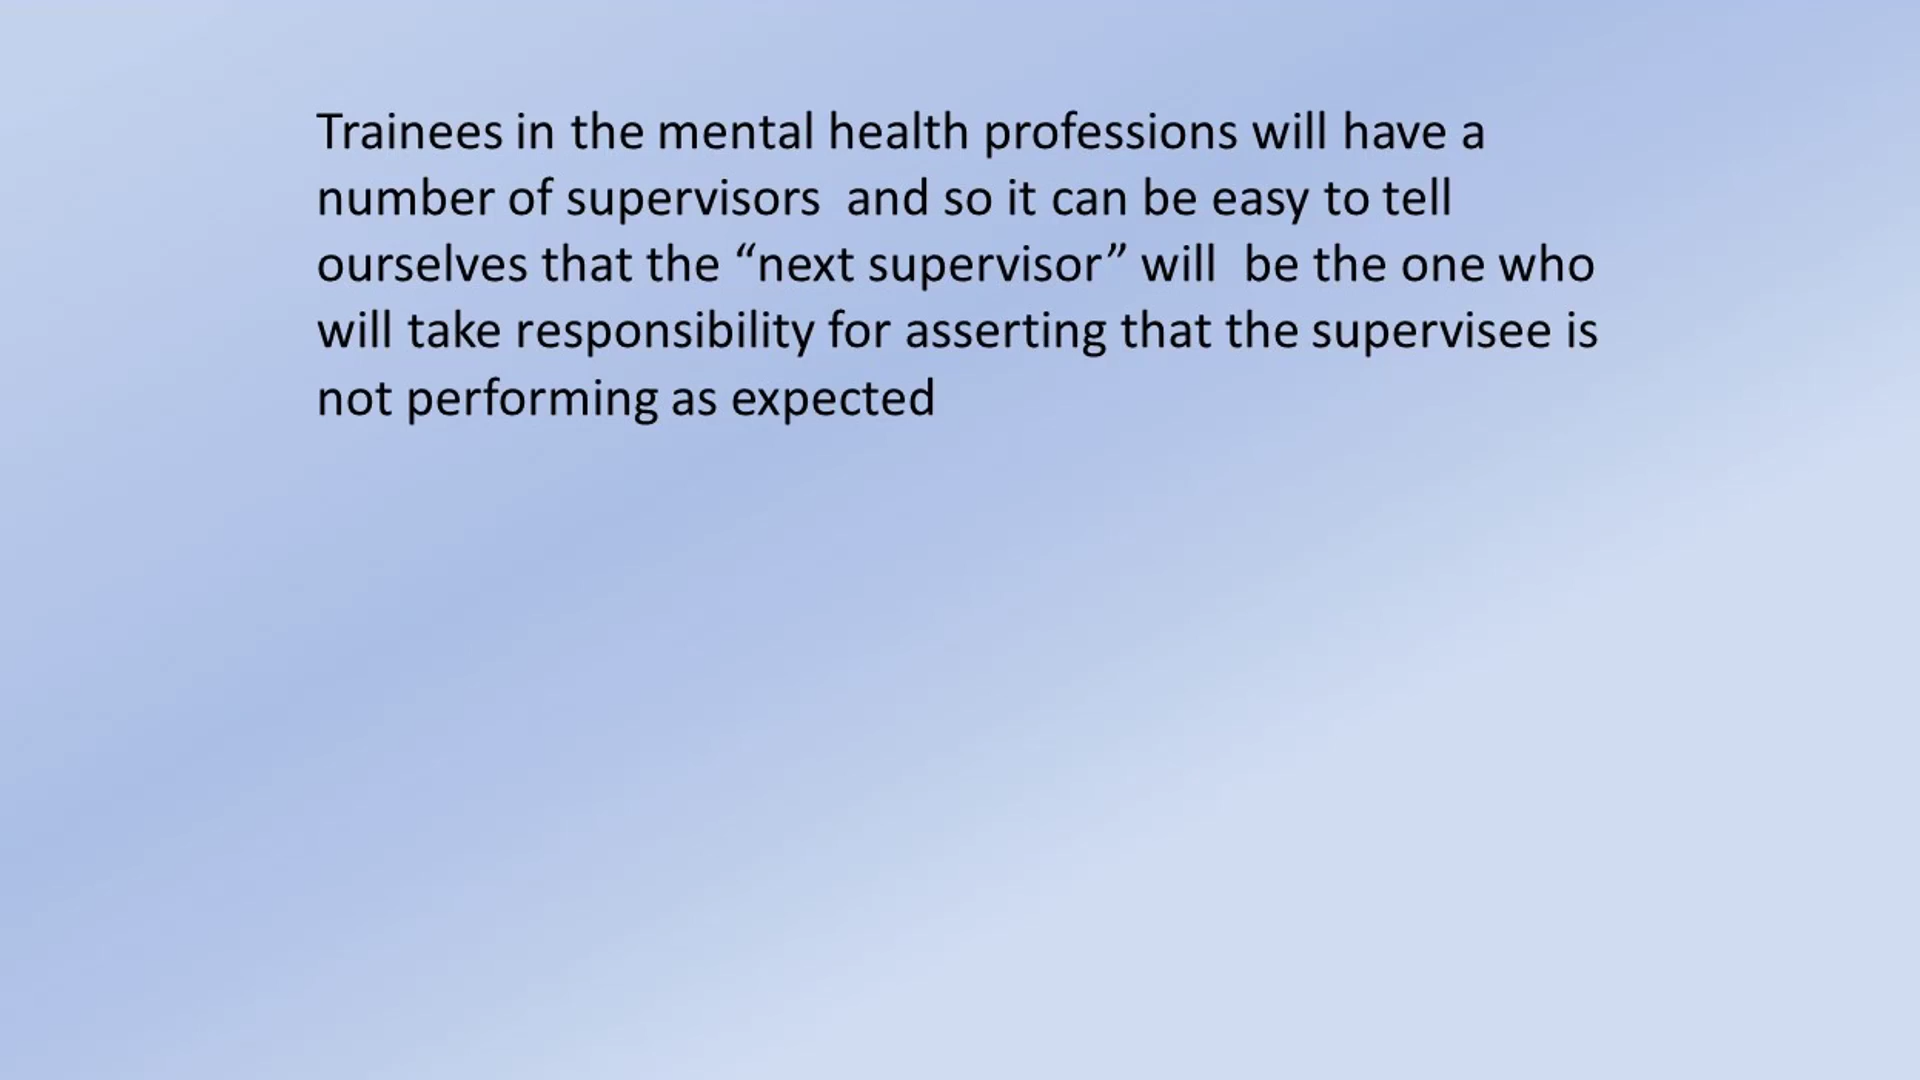 Trainees in the mental health professions will have a
number of supervisors  and so it can be easy to tell
ourselves that the “next supervisor” will  be the one who
will take responsibility for asserting that the supervisee is
not performing as expected